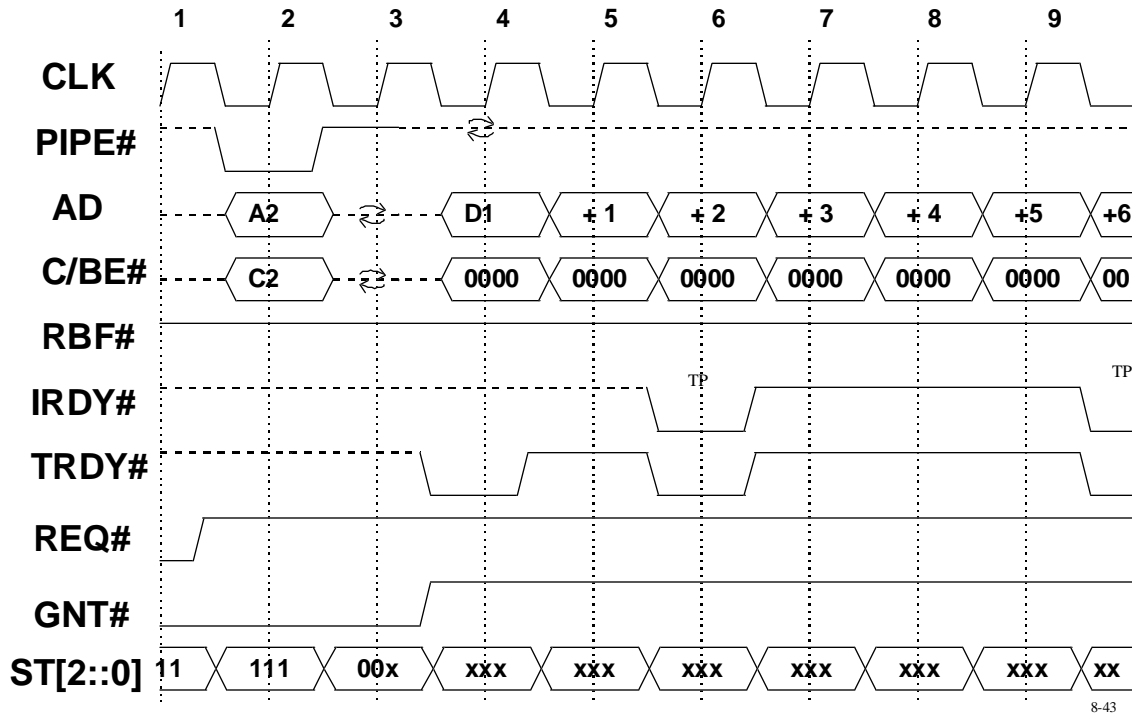 1 2 3 4 5 6 7 8 9
CLK
PIPE#
AD A2 D1 + 1 + 2 + 3 + 4 +5 +6
C/BE# C2 0000 0000 0000 0000 0000 0000 00
RBF#
IRDY# TP TP
TRDY#
REQ#
GNT#
ST[2::0] 11 111 00x xxx xxx xxx xxx xxx xxx xx
8-43